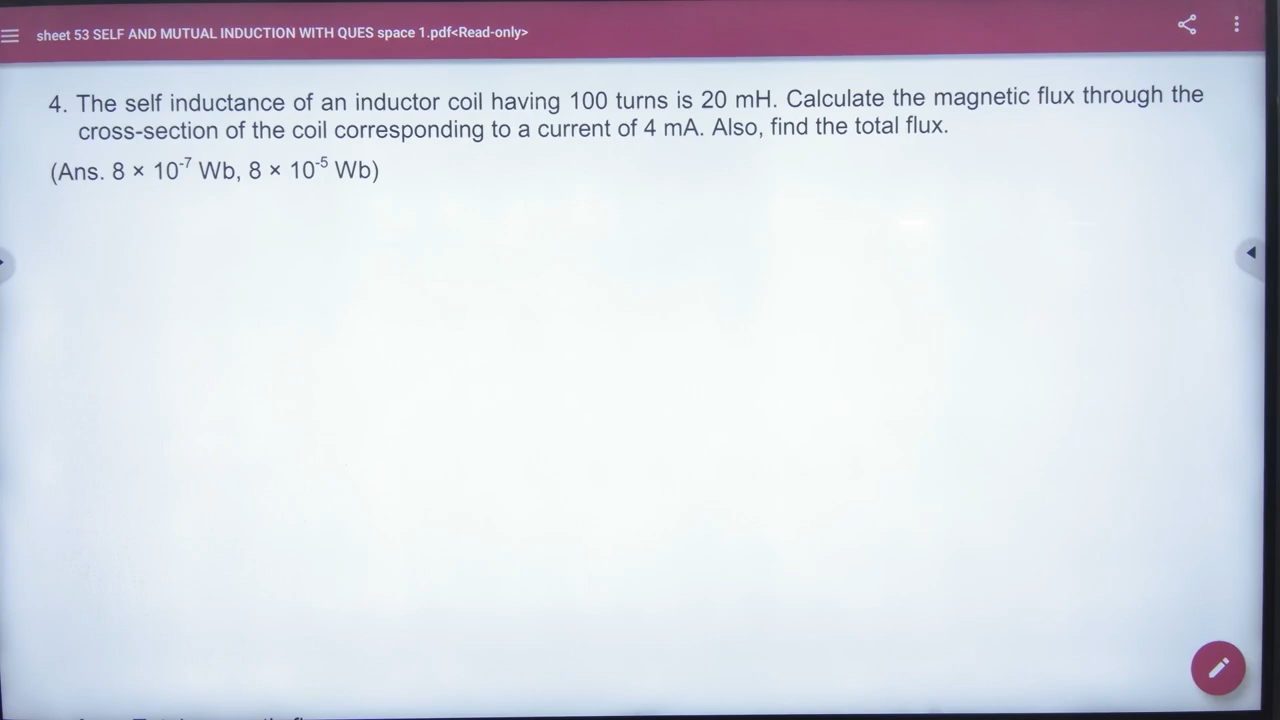 sheet 53 SELF AND MUTUAL INDUCTION WITH QUES space 1.pdf<Read-only>
4. The self inductance of an inductor coil having 100 turns is 20 mH. Calculate the magnetic flux through the
cross-section of the coil corresponding to a current of 4 mA. Also, find the total flux.
(Ans. 8 × 10⁻⁷ Wb, 8 × 10⁻⁵ Wb)